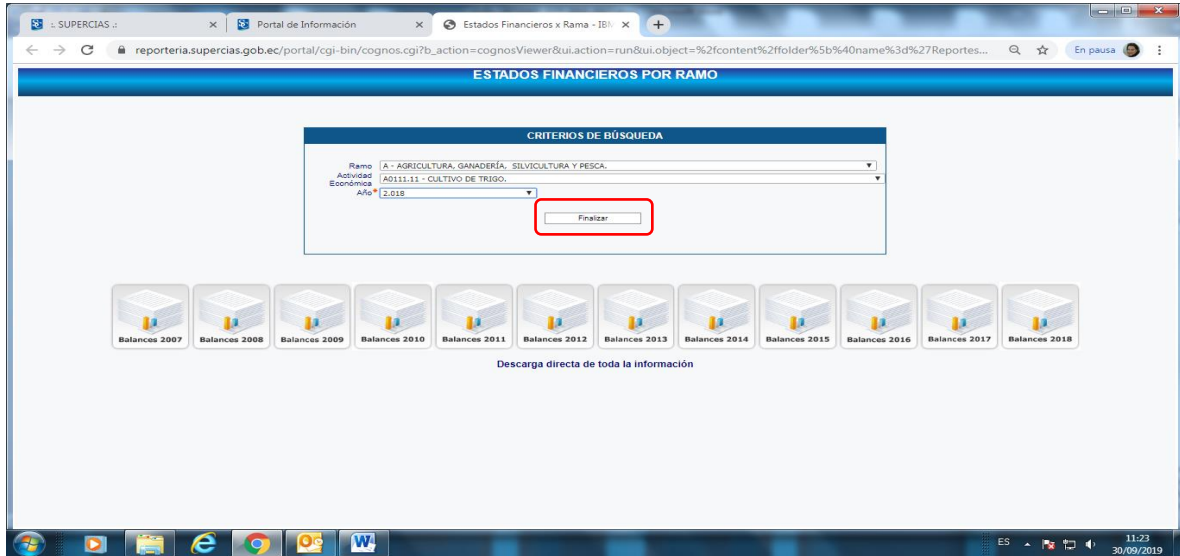 :. SUPERCIAS .:
Portal de Información
Estados Financieros x Rama - IBM
reporteria.supercias.gob.ec/portal/cgi-bin/cognos.cgi?b_action=cognosViewer&ui.action=run&ui.object=%2fcontent%2ffolder%5b%40name%3d%27Reportes...
En pausa
ESTADOS FINANCIEROS POR RAMO
CRITERIOS DE BÚSQUEDA
Ramo A - AGRICULTURA, GANADERÍA, SILVICULTURA Y PESCA.
Actividad Económica A0111.11 - CULTIVO DE TRIGO.
Año* 2.018
Finalizar
Balances 2007 Balances 2008 Balances 2009 Balances 2010 Balances 2011 Balances 2012 Balances 2013 Balances 2014 Balances 2015 Balances 2016 Balances 2017 Balances 2018
Descarga directa de toda la información
ES
11:23
30/09/2019